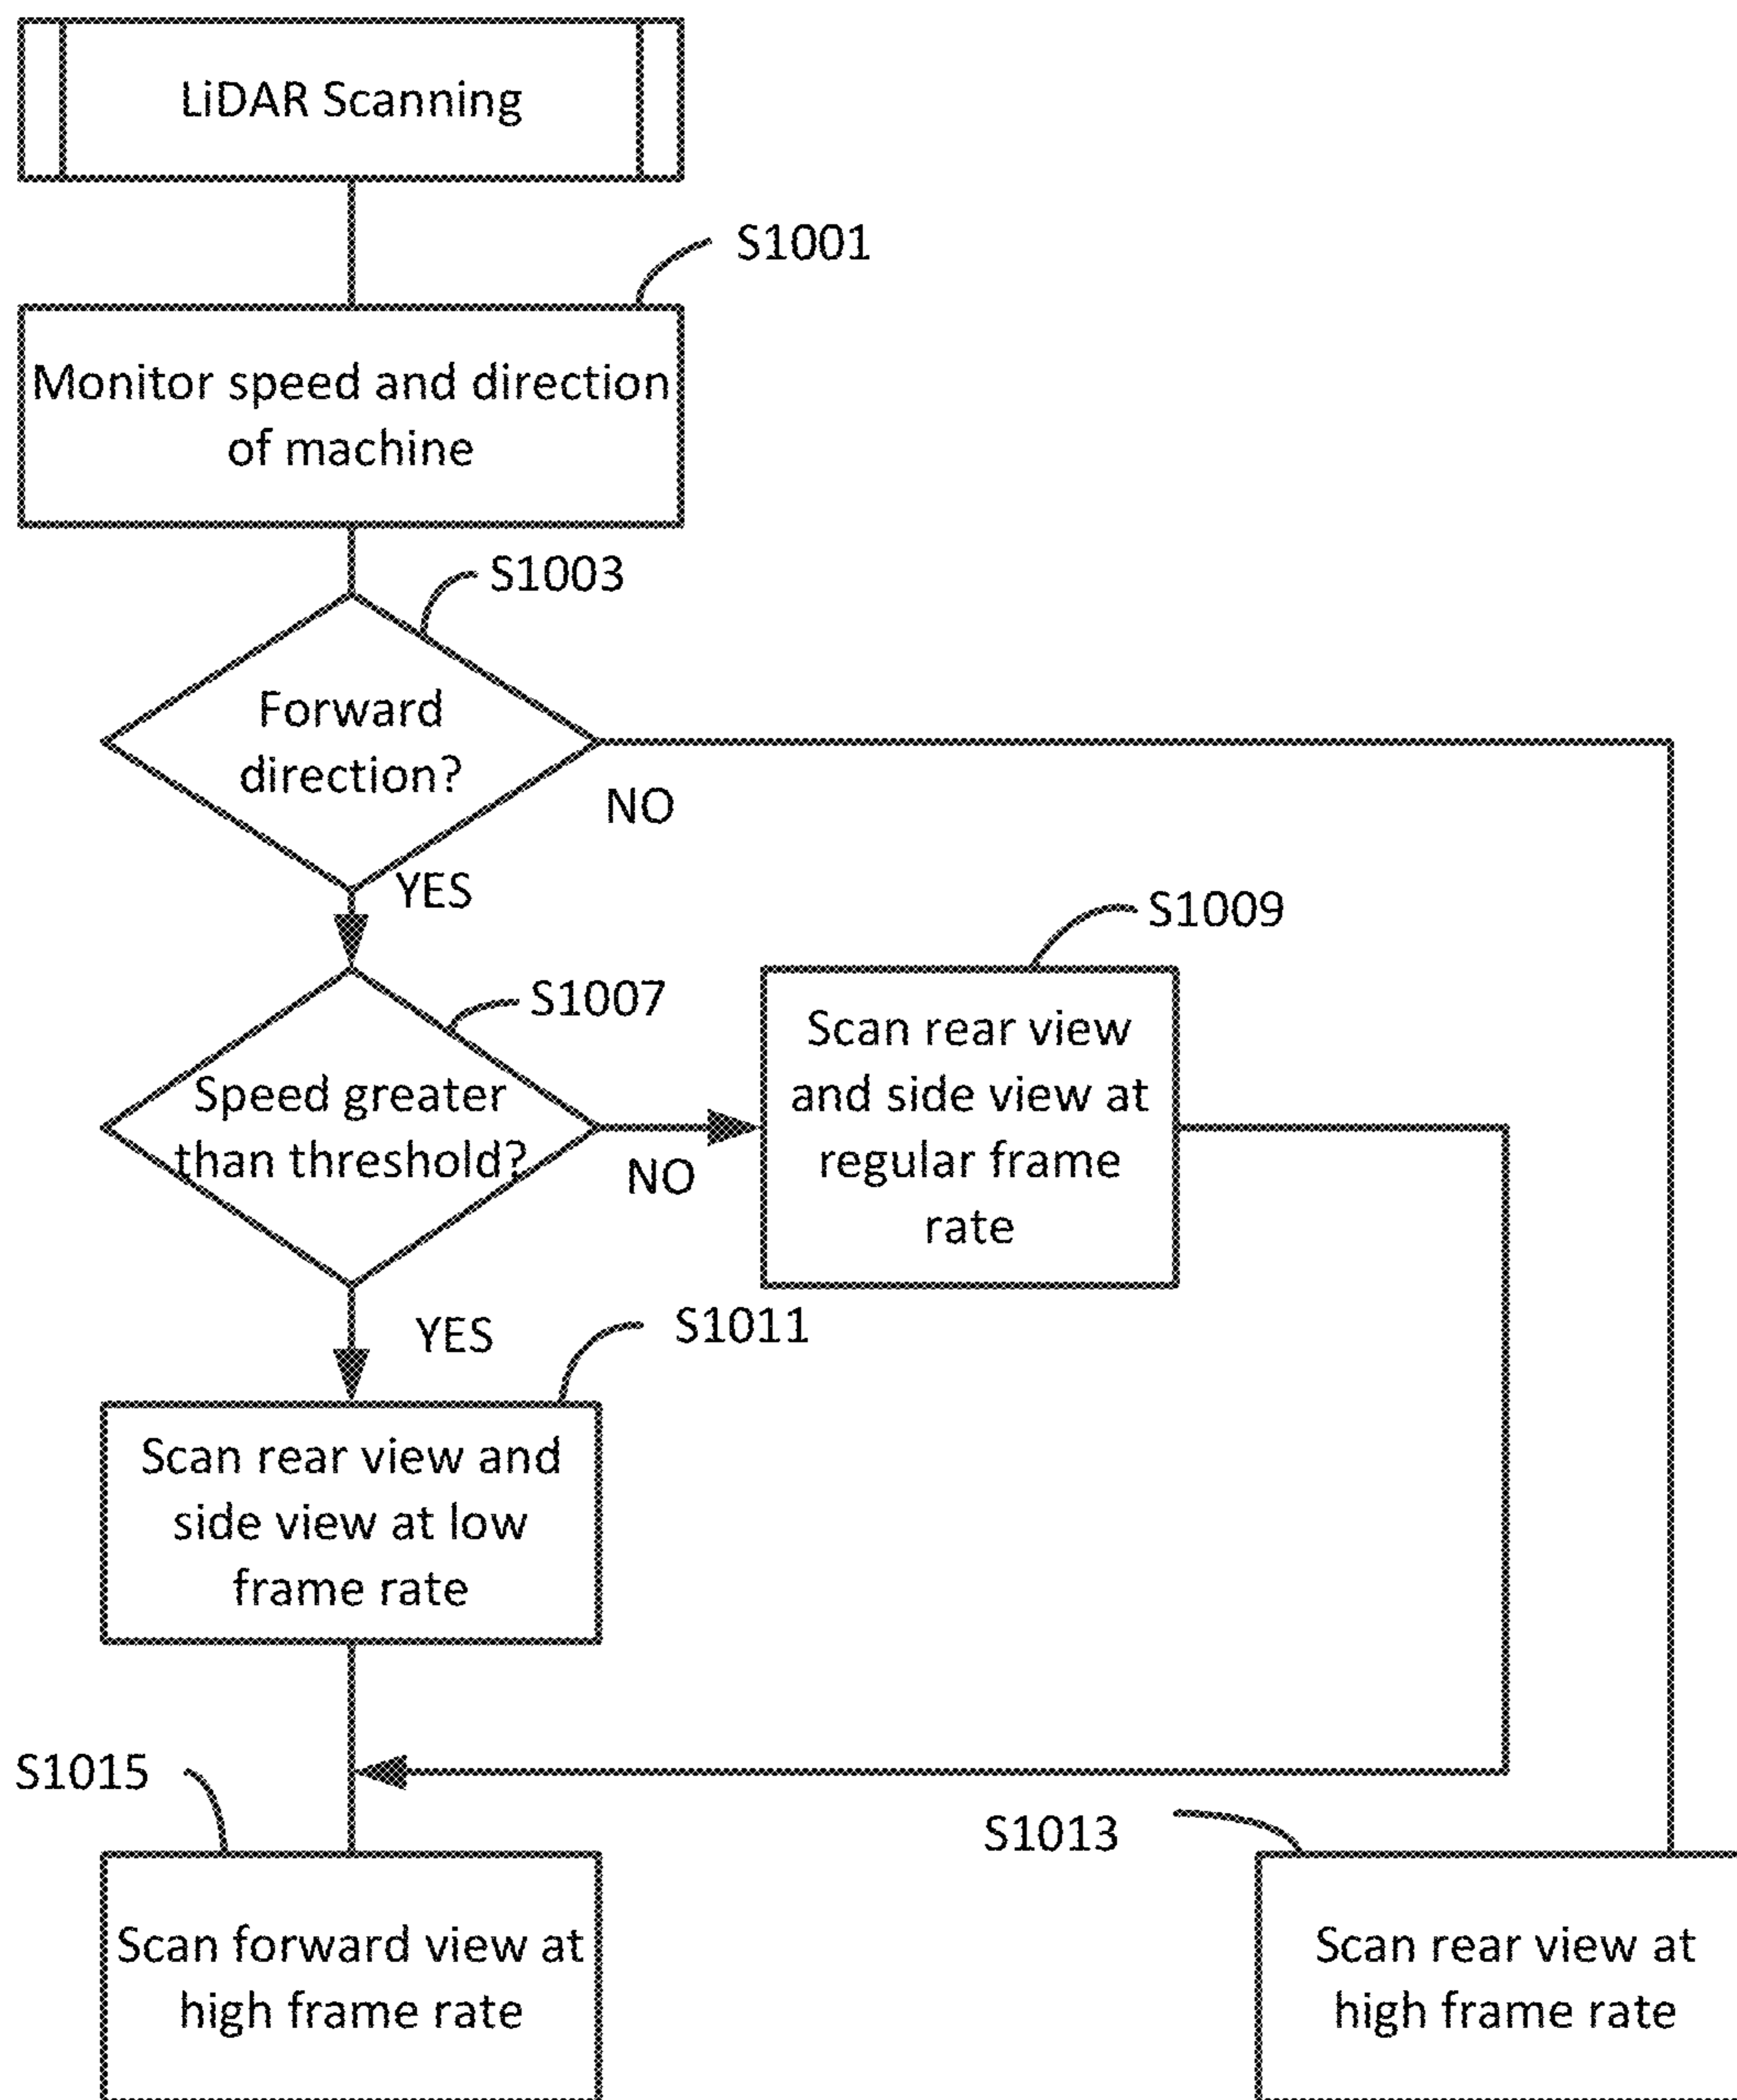 LiDAR Scanning
S1001
Monitor speed and direction
of machine
S1003
Forward
direction?
NO
YES
S1009
S1007
Scan rear view
and side view at
regular frame
rate
Speed greater
than threshold?
NO
YES
S1011
Scan rear view and
side view at low
frame rate
S1015
S1013
Scan forward view at
high frame rate
Scan rear view at
high frame rate